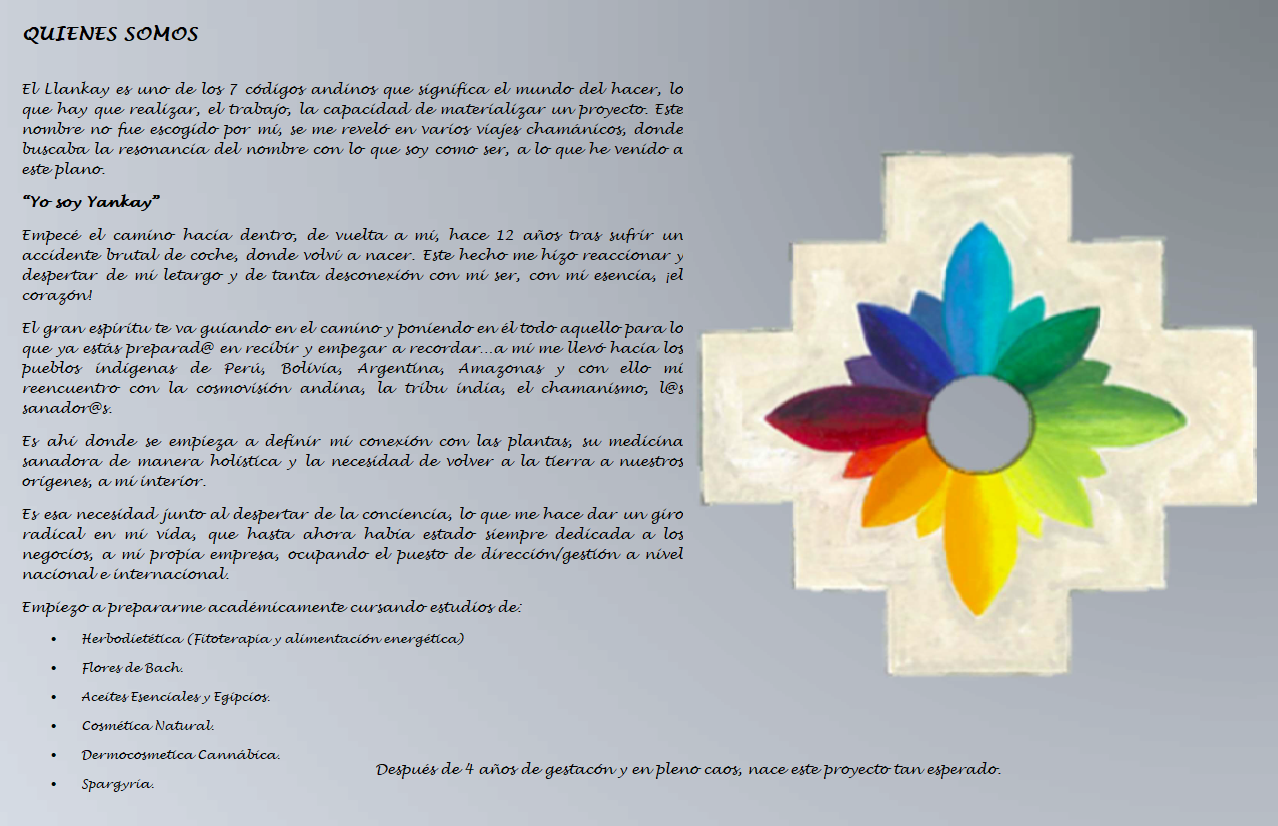 QUIENES SOMOS
El Llankay es uno de los 7 códigos andinos que significa el mundo del hacer, lo
que hay que realizar, el trabajo, la capacidad de materializar un proyecto. Este
nombre no fue escogido por mí, se me reveló en varios viajes chamánicos, donde
buscaba la resonancia del nombre con lo que soy como ser, a lo que he venido a
este plano.
“Yo soy Yankay”
Empecé el camino hacia dentro, de vuelta a mí, hace 12 años tras sufrir un
accidente brutal de coche, donde volví a nacer. Este hecho me hizo reaccionar y
despertar de mi letargo y de tanta desconexión con mi ser, con mi esencia, ¡el
corazón!
El gran espíritu te va guiando en el camino y poniendo en él todo aquello para lo
que ya estás preparad@ en recibir y empezar a recordar...a mí me llevó hacia los
pueblos indígenas de Perú, Bolivia, Argentina, Amazonas y con ello mi
reencuentro con la cosmovisión andina, la tribu india, el chamanismo, l@s
sanador@s.
Es ahí donde se empieza a definir mi conexión con las plantas, su medicina
sanadora de manera holística y la necesidad de volver a la tierra a nuestros
orígenes, a mi interior.
Es esa necesidad junto al despertar de la conciencia, lo que me hace dar un giro
radical en mi vida, que hasta ahora había estado siempre dedicada a los
negocios, a mi propia empresa, ocupando el puesto de dirección/gestión a nivel
nacional e internacional.
Empiezo a prepararme académicamente cursando estudios de:
• Herbodietética (Fitoterapia y alimentación energética)
• Flores de Bach.
• Aceites Esenciales y Egipcios.
• Cosmética Natural.
• Dermocosmetica Cannábica.
• Spargyria.
Después de 4 años de gestacón y en pleno caos, nace este proyecto tan esperado.